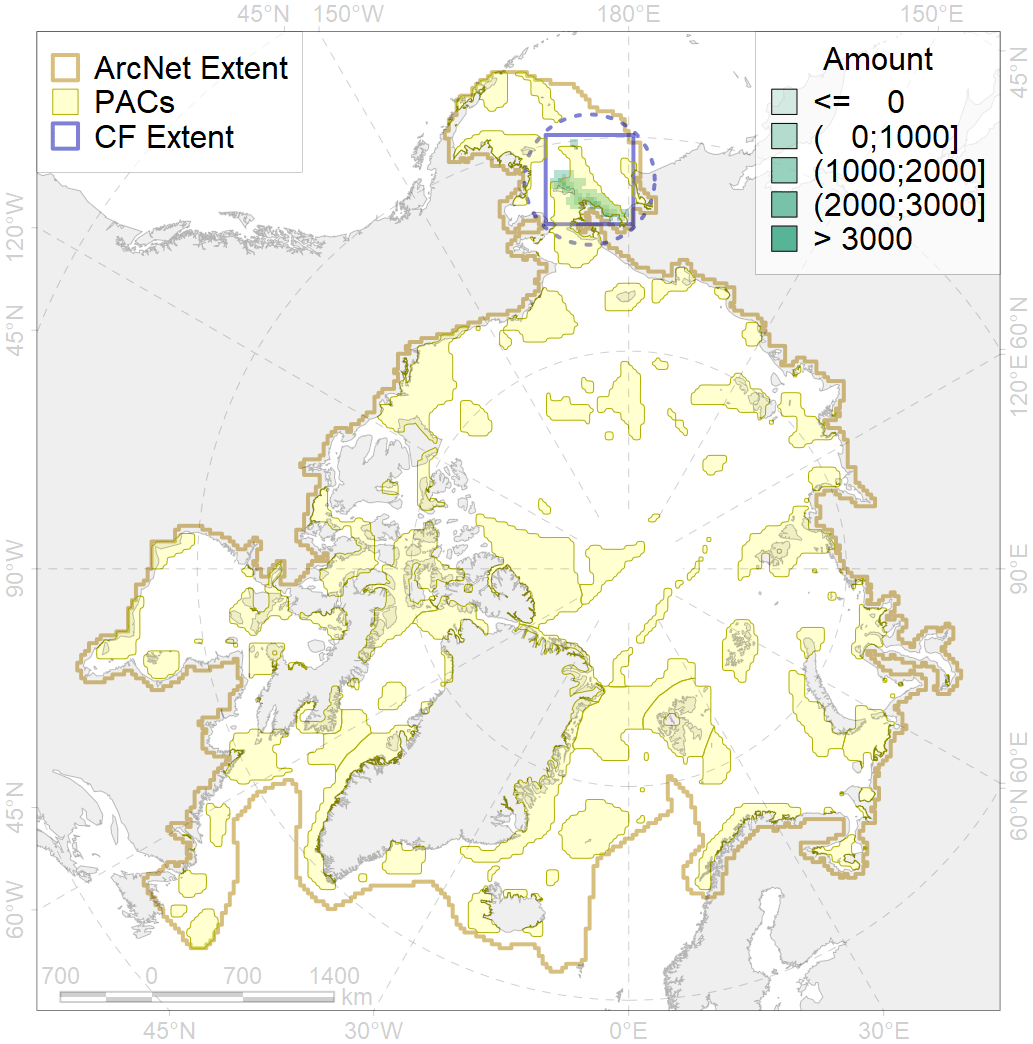 45°N 150°W 180°E 150°E
ArcNet Extent
PACs
CF Extent
Amount
<= 0
( 0;1000]
(1000;2000]
(2000;3000]
> 3000
45°N
120°W
60°N
45°N
120°E
90°W
90°E
60°E
45°N
60°N
60°W
700 0 700 1400
km
45°N 30°W 0°E 30°E